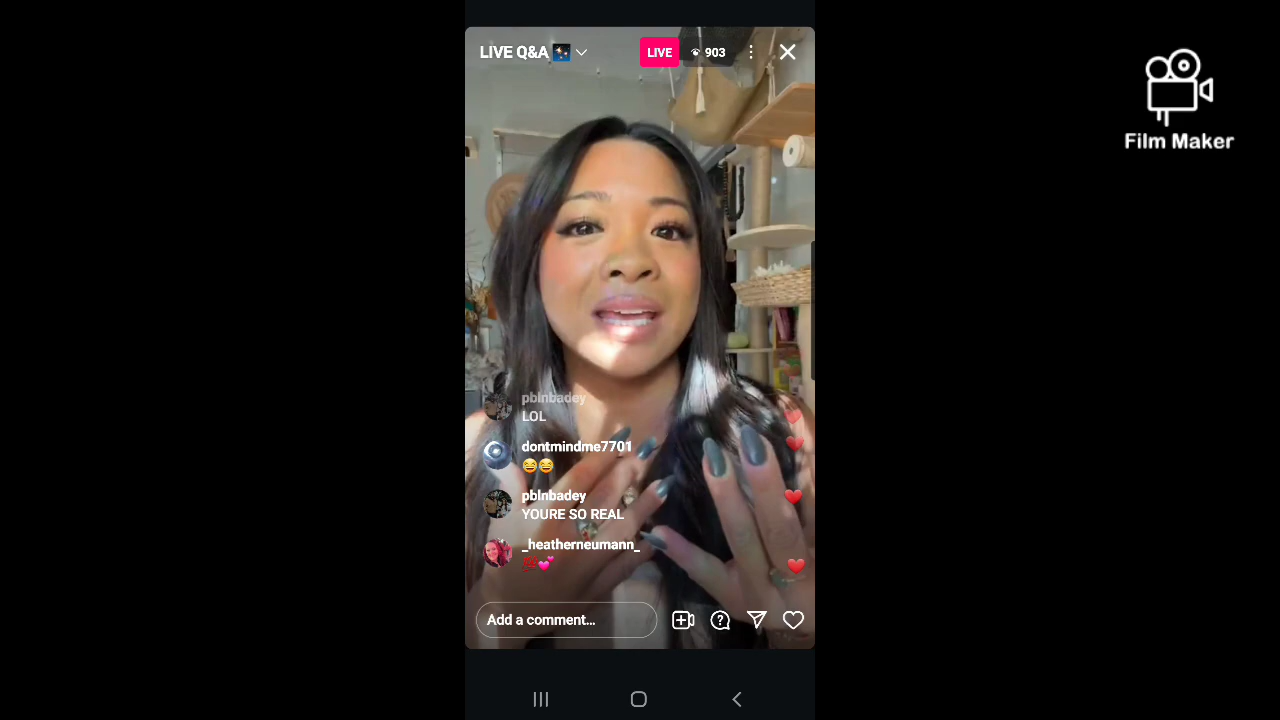 LIVE Q&A
LIVE
903
Film Maker
pblnbadey
LOL
dontmindme7701
😆😆
pblnbadey
YOURE SO REAL
_heatherneumann_
💯💕
Add a comment...